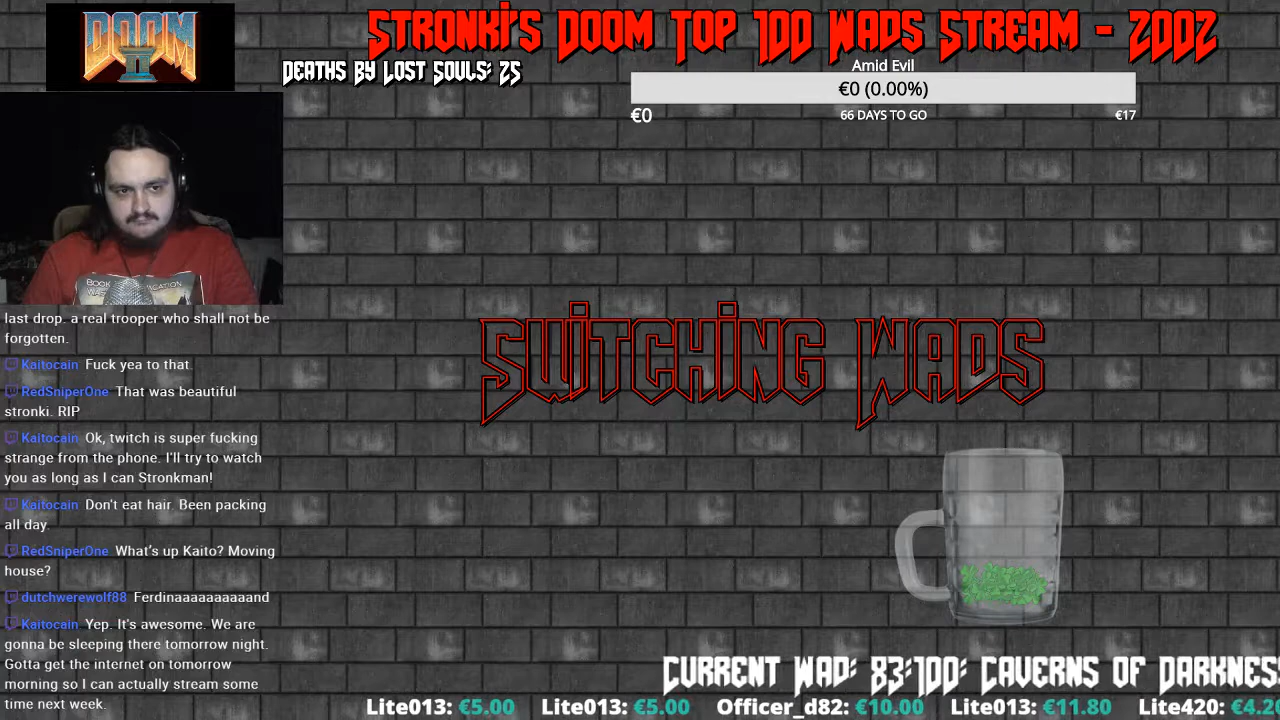 DOOM
II
STRONKI'S DOOM TOP 100 WADS STREAM - 2002
DEATHS BY LOST SOULS: 25
Amid Evil
€0 (0.00%)
€0 66 DAYS TO GO €17
BOOK
last drop. a real trooper who shall not be
forgotten.
Kaitocain Fuck yea to that.
RedSniperOne That was beautiful
stronki. RIP
Kaitocain Ok, twitch is super fucking
strange from the phone. I'll try to watch
you as long as I can Stronkman!
Kaitocain Don't eat hair. Been packing
all day.
RedSniperOne What's up Kaito? Moving
house?
dutchwerewolf88 Ferdinaaaaaaaaand
Kaitocain Yep. It's awesome. We are
gonna be sleeping there tomorrow night.
Gotta get the internet on tomorrow
morning so I can actually stream some
time next week.
SWITCHING WADS
CURRENT WAD: 83:100: CAVERNS OF DARKNES
Lite013: €5.00 Lite013: €5.00 Officer_d82: €10.00 Lite013: €11.80 Lite420: €4.20